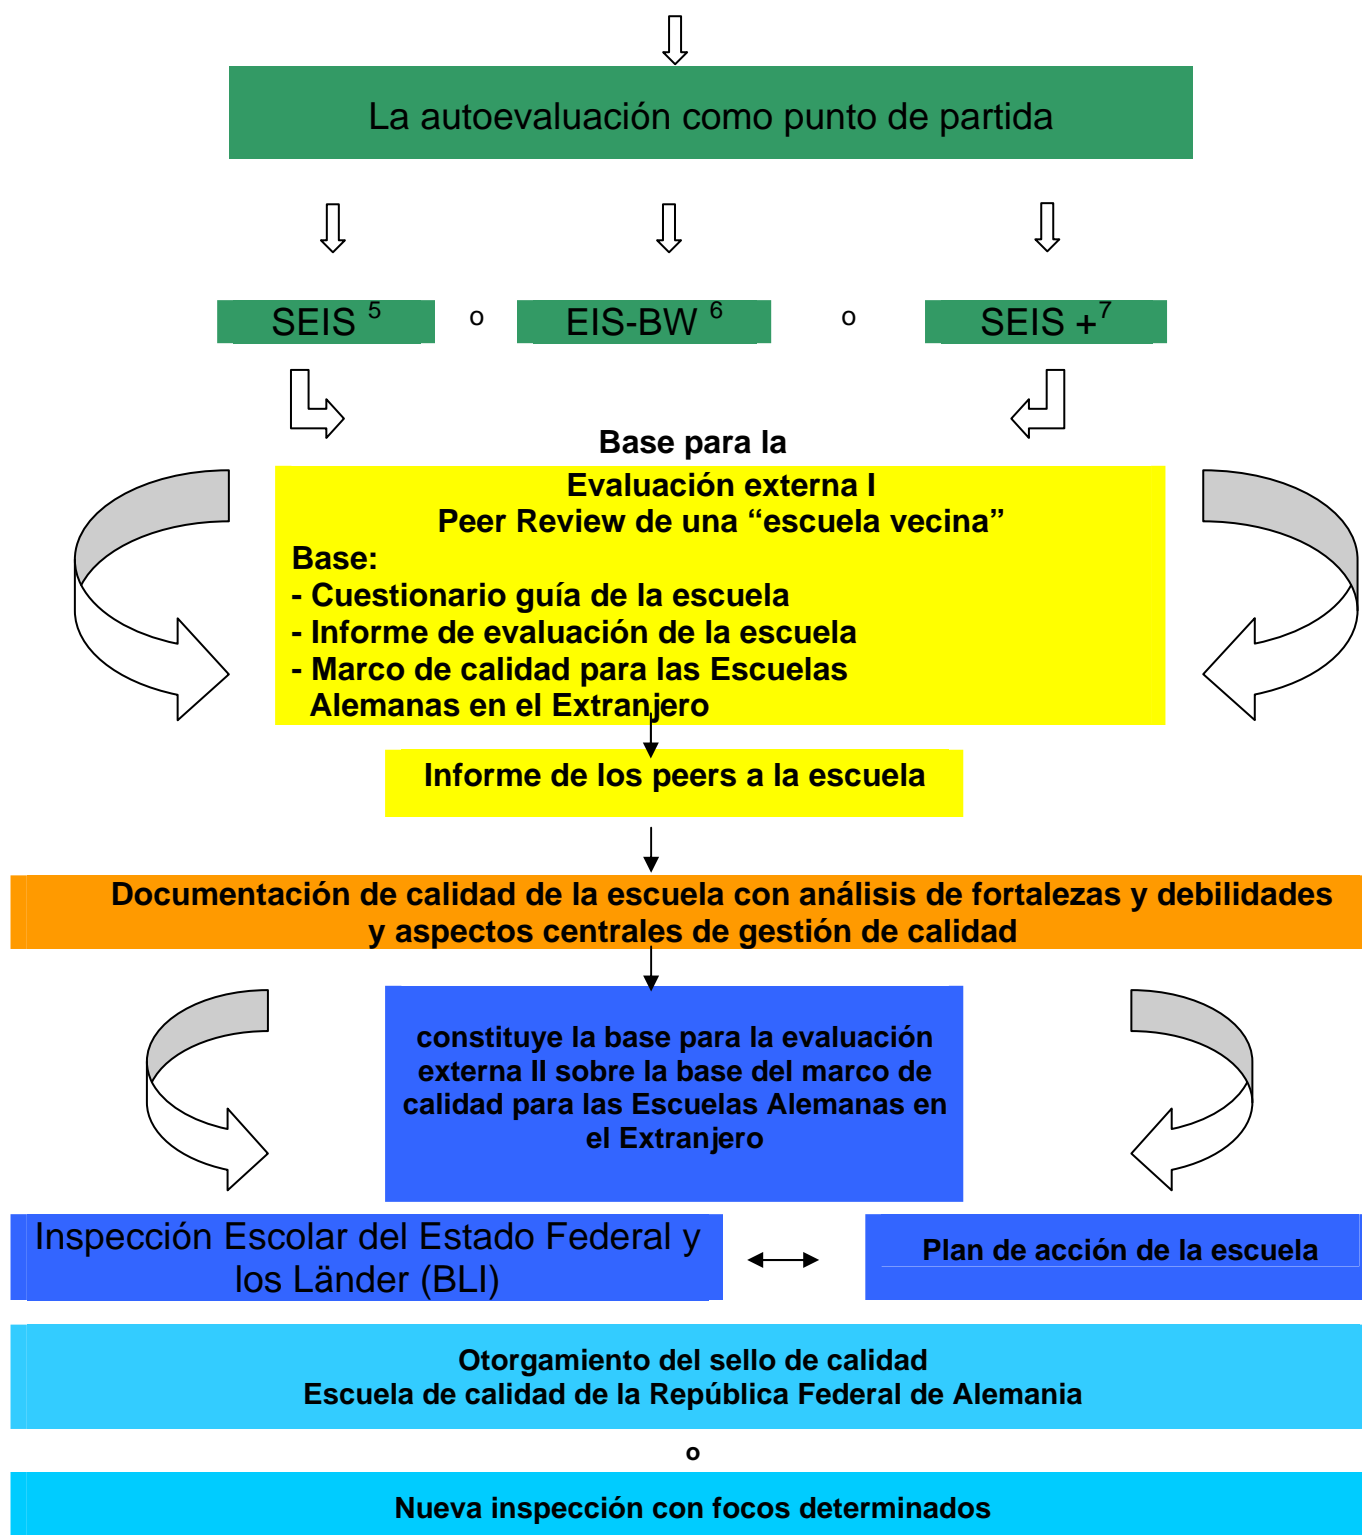 La autoevaluación como punto de partida
SEIS 5 o EIS-BW 6 o SEIS +7
Base para la
Evaluación externa I
Peer Review de una “escuela vecina”
Base:
- Cuestionario guía de la escuela
- Informe de evaluación de la escuela
- Marco de calidad para las Escuelas
Alemanas en el Extranjero
Informe de los peers a la escuela
Documentación de calidad de la escuela con análisis de fortalezas y debilidades
y aspectos centrales de gestión de calidad
constituye la base para la evaluación
externa II sobre la base del marco de
calidad para las Escuelas Alemanas en
el Extranjero
Inspección Escolar del Estado Federal y
los Länder (BLI)
Plan de acción de la escuela
Otorgamiento del sello de calidad
Escuela de calidad de la República Federal de Alemania
o
Nueva inspección con focos determinados